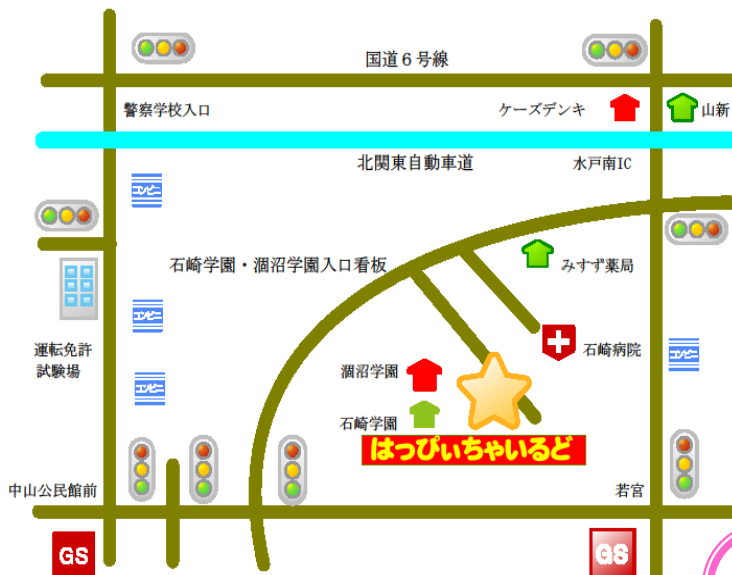 国道６号線
警察学校入口
ケーズデンキ
山新
北関東自動車道
水戸南IC
コンビニ
石崎学園・涸沼学園入口看板
みすず薬局
コンビニ
運転免許
試験場
石崎病院
コンビニ
涸沼学園
コンビニ
石崎学園
はっぴぃちゃいるど
中山公民館前
若宮
GS
GS